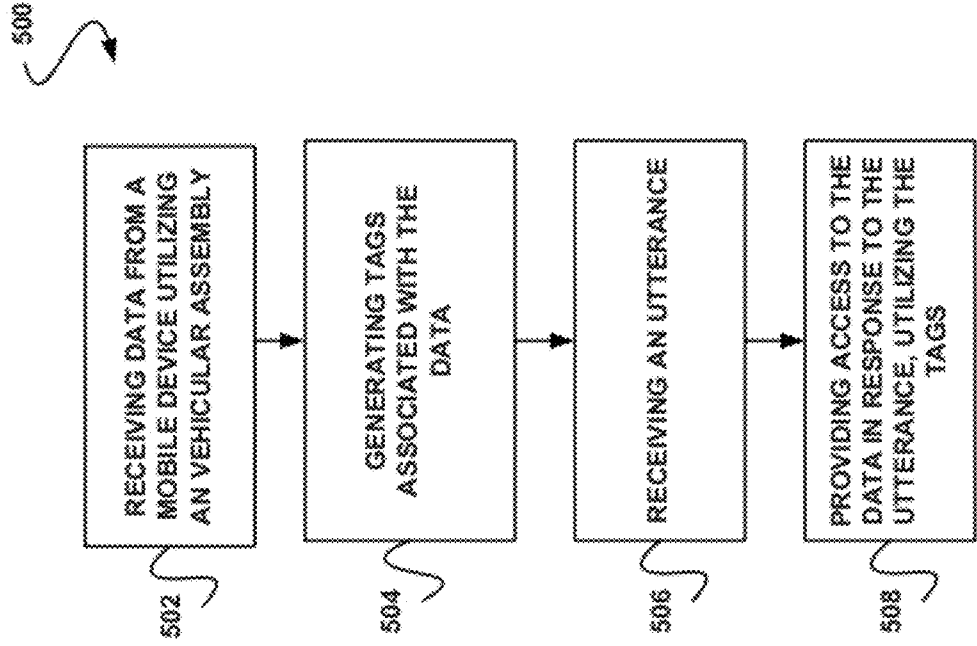 500
502
RECEIVING DATA FROM A
MOBILE DEVICE UTILIZING
AN VEHICULAR ASSEMBLY
504
GENERATING TAGS
ASSOCIATED WITH THE
DATA
506
RECEIVING AN UTTERANCE
508
PROVIDING ACCESS TO THE
DATA IN RESPONSE TO THE
UTTERANCE, UTILIZING THE
TAGS